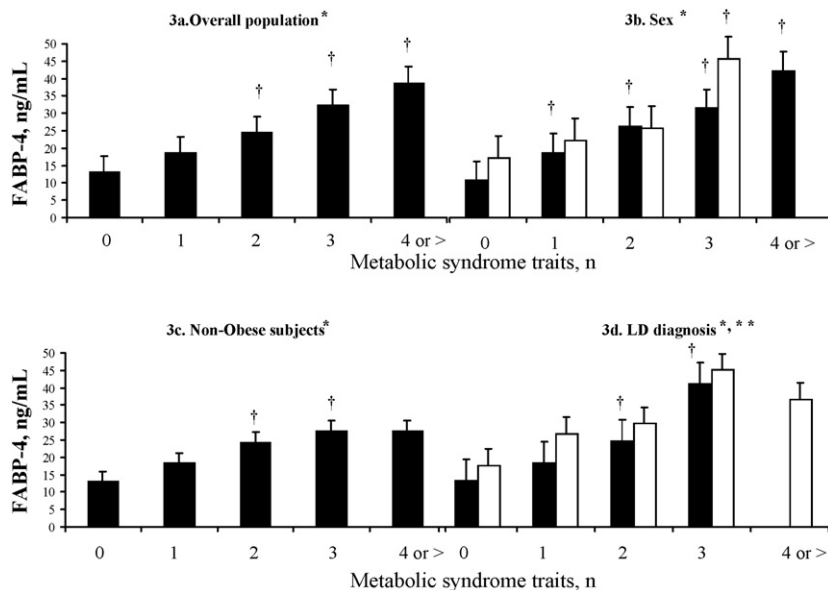 3a.Overall population*
3b. Sex *
FABP-4, ng/mL
50
45
40
35
30
25
20
15
10
5
0
† † †
† † † † †
0 1 2 3 4 or >
0 1 2 3 4 or >
Metabolic syndrome traits, n
3c. Non-Obese subjects*
3d. LD diagnosis*, **
FABP-4, ng/mL
50
45
40
35
30
25
20
15
10
5
0
† †
† †
0 1 2 3 4 or >
0 1 2 3 4 or >
Metabolic syndrome traits, n